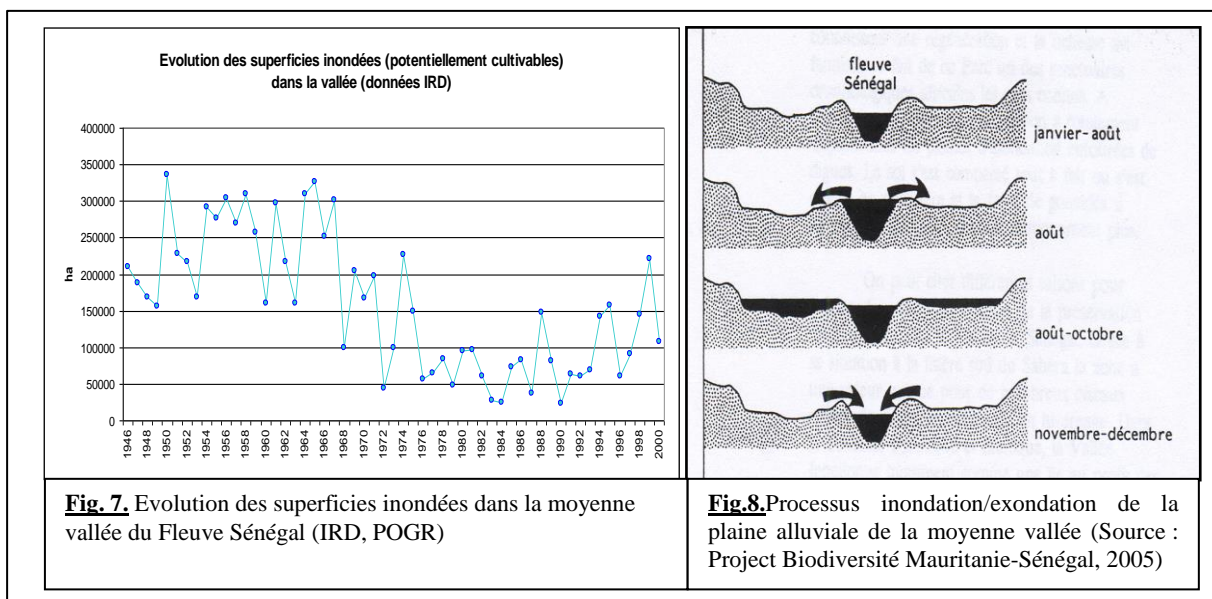 Evolution des superficies inondées (potentiellement cultivables)
dans la vallée (données IRD)
400000
350000
300000
250000
200000
150000
100000
50000
0
ha
1946
1948
1950
1952
1954
1956
1958
1960
1962
1964
1966
1968
1970
1972
1974
1976
1978
1980
1982
1984
1986
1988
1990
1992
1994
1996
1998
2000
Fig. 7. Evolution des superficies inondées dans la moyenne
vallée du Fleuve Sénégal (IRD, POGR)
fleuve
Sénégal
janvier-août
août
août-octobre
novembre-décembre
Fig.8.Processus inondation/exondation de la
plaine alluviale de la moyenne vallée (Source :
Project Biodiversité Mauritanie-Sénégal, 2005)